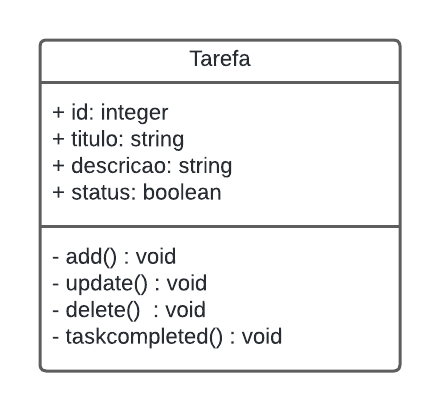 Tarefa
+ id: integer
+ titulo: string
+ descricao: string
+ status: boolean
- add() : void
- update() : void
- delete()  : void
- taskcompleted() : void